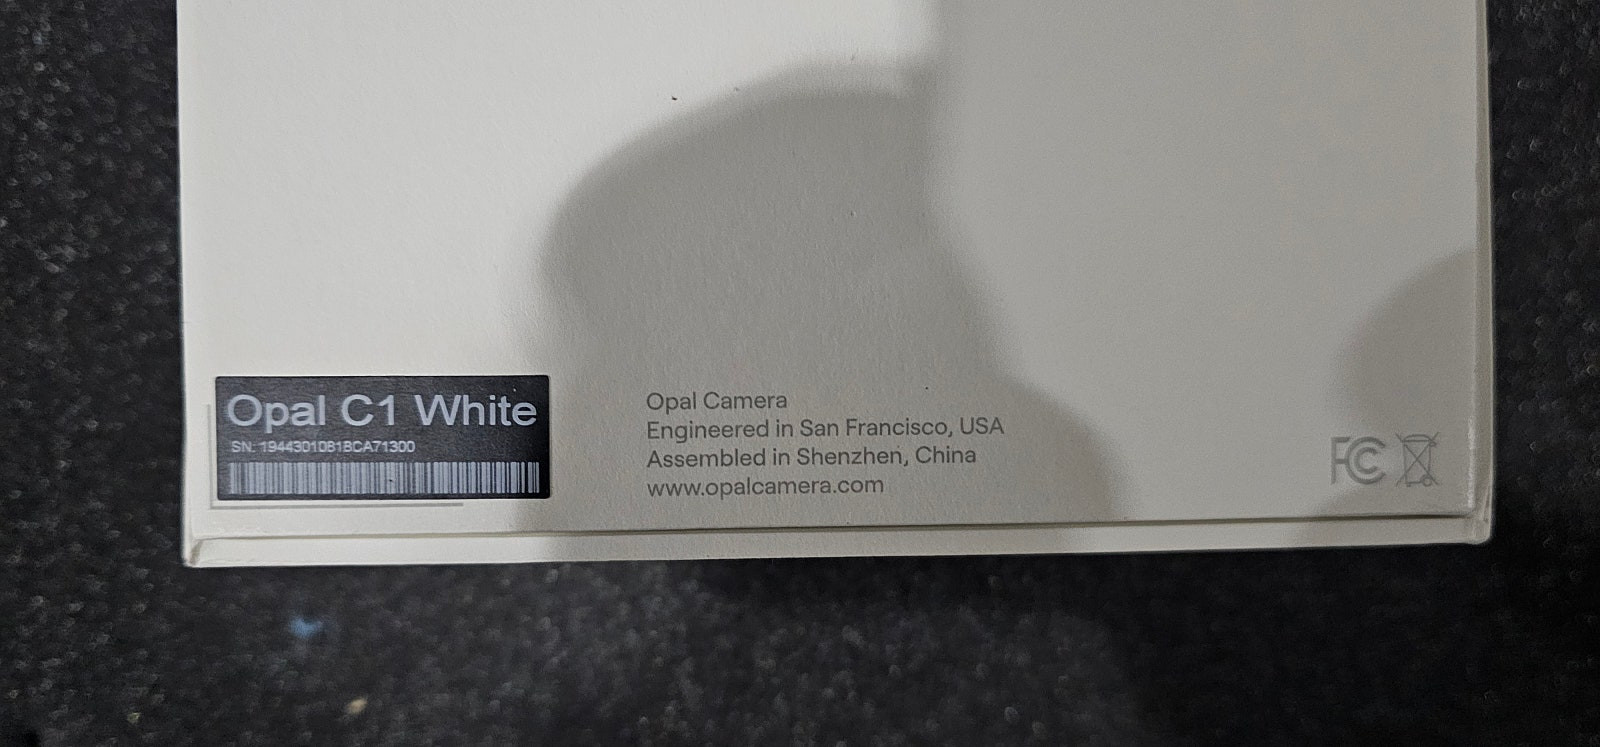 Opal C1 White
SN: 1944301081BCA71300
Opal Camera
Engineered in San Francisco, USA
Assembled in Shenzhen, China
www.opalcamera.com
FC